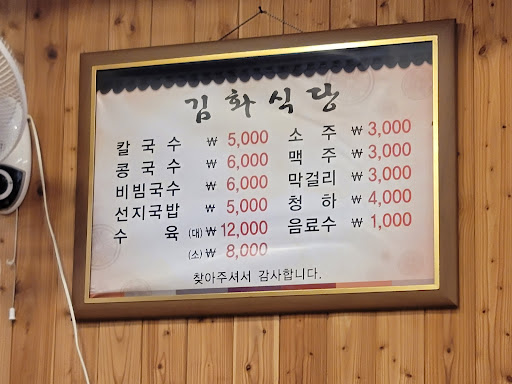 김화식당
칼국수 ₩ 5,000
콩국수 ₩ 6,000
비빔국수 ₩ 6,000
선지국밥 ₩ 5,000
수육 (대) ₩ 12,000
(소) ₩ 8,000
소주 ₩ 3,000
맥주 ₩ 3,000
막걸리 ₩ 3,000
청하 ₩ 4,000
음료수 ₩ 1,000
찾아주셔서 감사합니다.